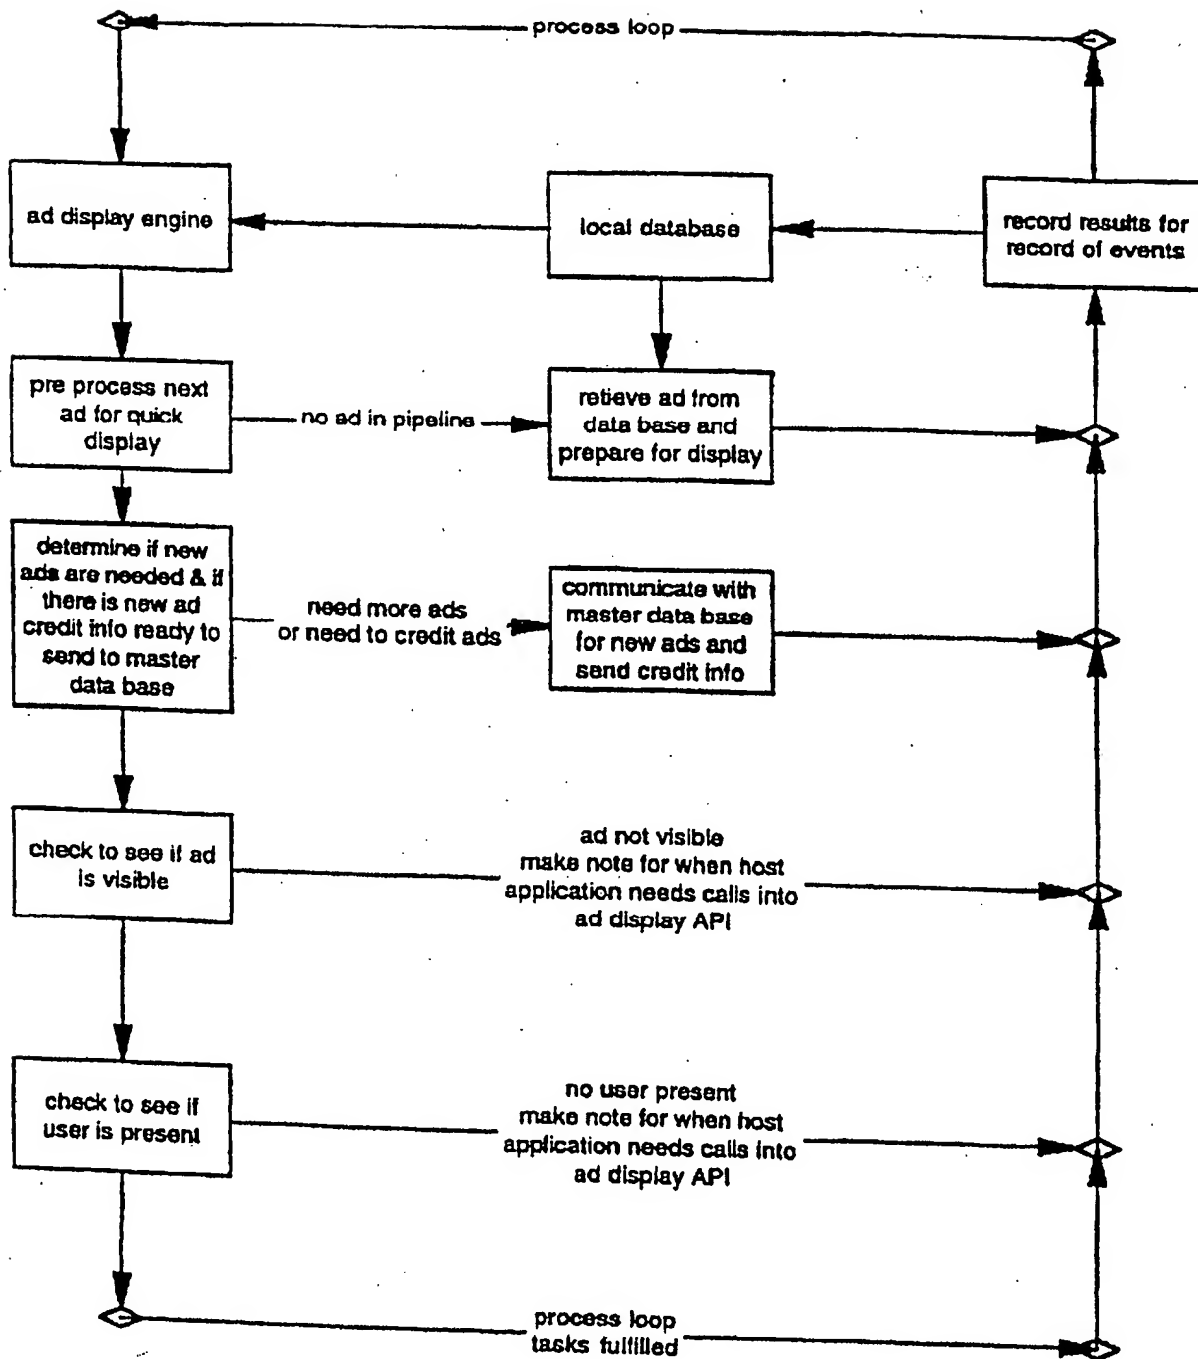 process loop
ad display engine
local database
record results for
record of events
pre process next
ad for quick
display
no ad in pipeline
retieve ad from
data base and
prepare for display
determine if new
ads are needed & if
there is new ad
credit info ready to
send to master
data base
need more ads
or need to credit ads
communicate with
master data base
for new ads and
send credit info
check to see if ad
is visible
ad not visible
make note for when host
application needs calls into
ad display API
check to see if
user is present
no user present
make note for when host
application needs calls into
ad display API
process loop
tasks fulfilled